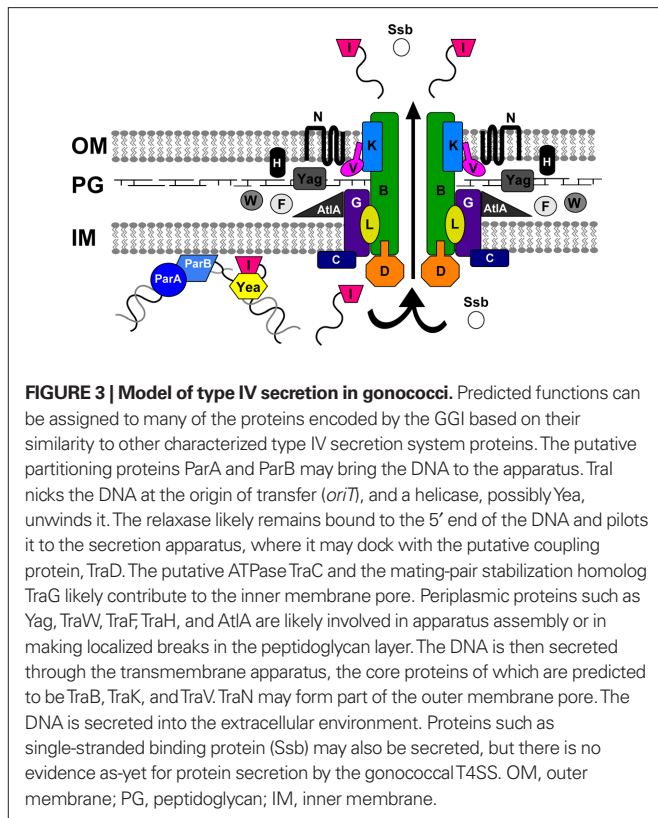 Ssb
I I
N N
OM K K
H V V H
PG Yag B B Yag
W F AtlA G G AtlA F W
IM L L
C C
ParB I D D
ParA Yea I Ssb
FIGURE 3 | Model of type IV secretion in gonococci. Predicted functions can
be assigned to many of the proteins encoded by the GGI based on their
similarity to other characterized type IV secretion system proteins. The putative
partitioning proteins ParA and ParB may bring the DNA to the apparatus. TraI
nicks the DNA at the origin of transfer (oriT), and a helicase, possibly Yea,
unwinds it. The relaxase likely remains bound to the 5′ end of the DNA and pilots
it to the secretion apparatus, where it may dock with the putative coupling
protein, TraD. The putative ATPase TraC and the mating-pair stabilization homolog
TraG likely contribute to the inner membrane pore. Periplasmic proteins such as
Yag, TraW, TraF, TraH, and AtlA are likely involved in apparatus assembly or in
making localized breaks in the peptidoglycan layer. The DNA is then secreted
through the transmembrane apparatus, the core proteins of which are predicted
to be TraB, TraK, and TraV. TraN may form part of the outer membrane pore. The
DNA is secreted into the extracellular environment. Proteins such as
single-stranded binding protein (Ssb) may also be secreted, but there is no
evidence as-yet for protein secretion by the gonococcal T4SS. OM, outer
membrane; PG, peptidoglycan; IM, inner membrane.